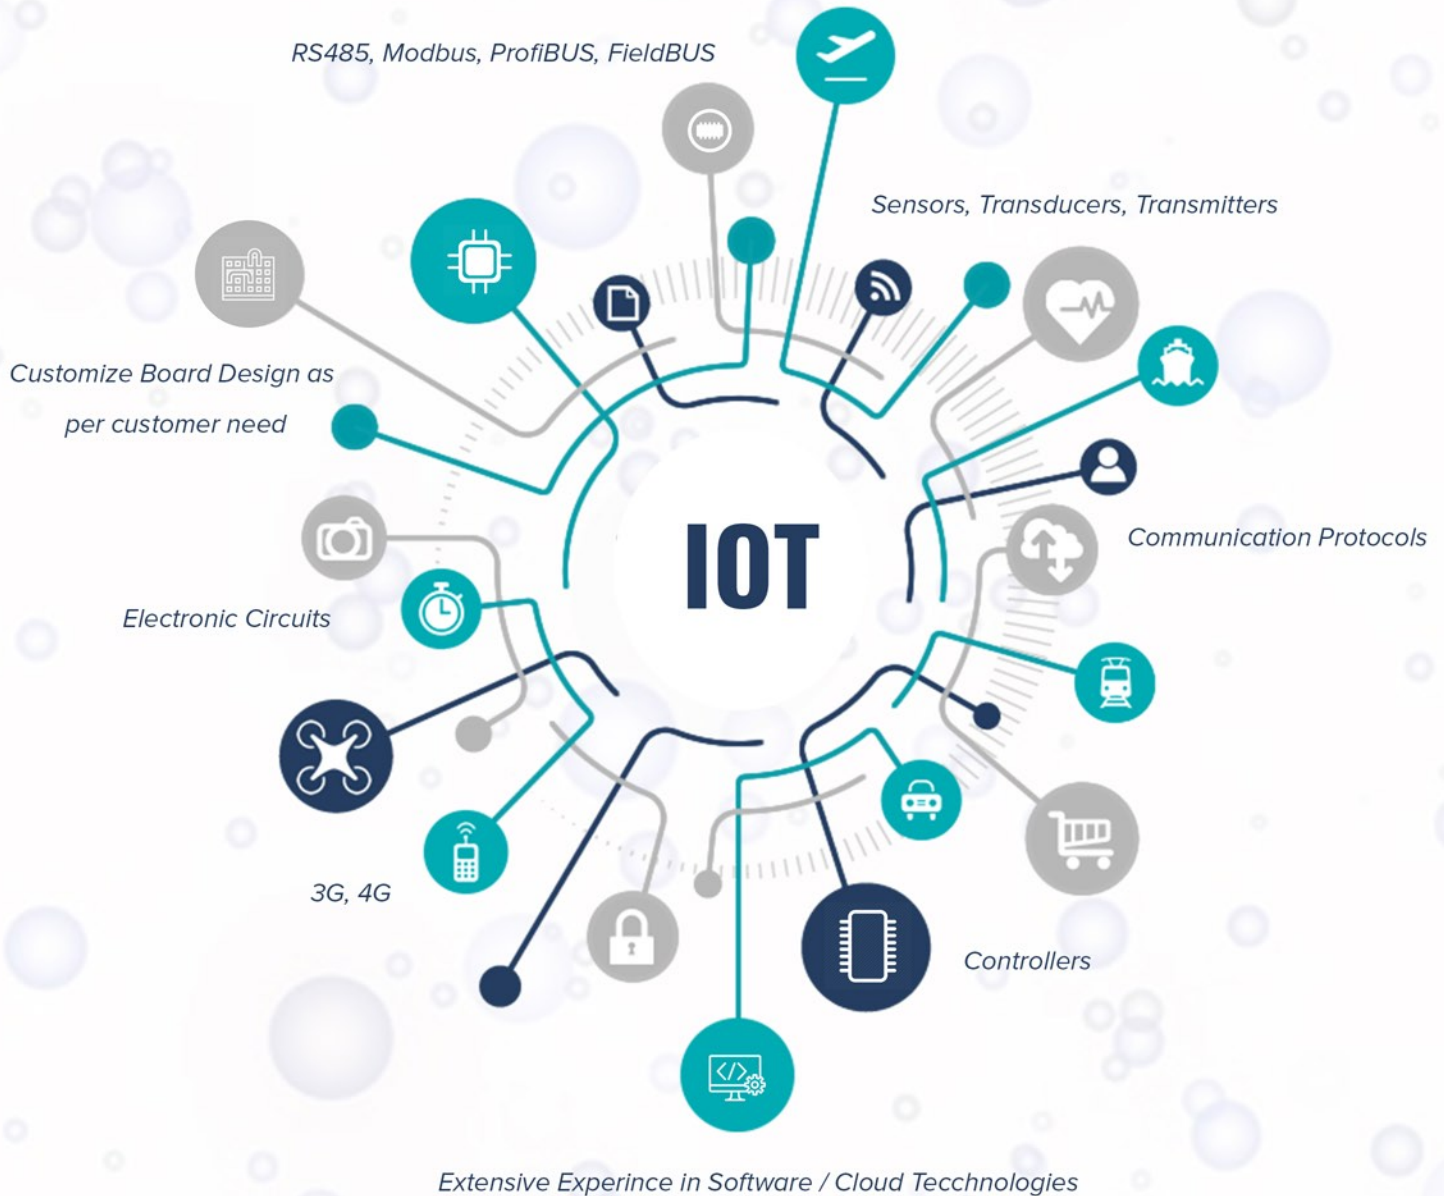 RS485, Modbus, ProfiBUS, FieldBUS
Sensors, Transducers, Transmitters
Customize Board Design as
per customer need
IOT
Communication Protocols
Electronic Circuits
3G, 4G
Controllers
Extensive Experince in Software / Cloud Tecchnologies